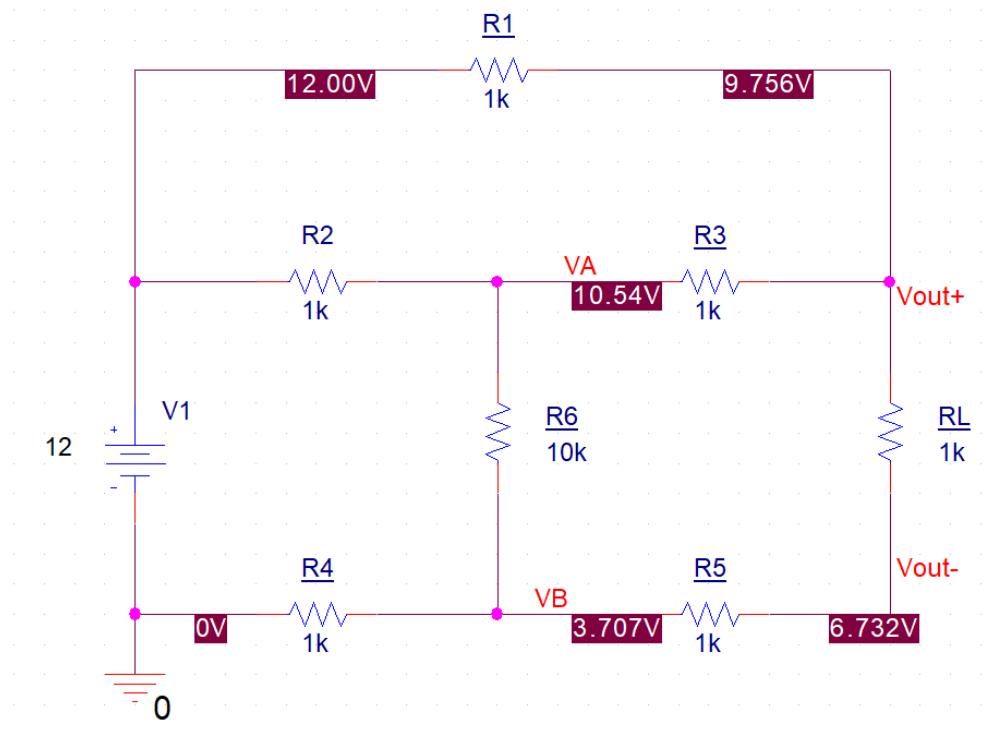 R1
12.00V
9.756V
1k
R2
R3
VA
10.54V
Vout+
1k
1k
V1
+
12
-
R6
10k
RL
1k
R4
R5
Vout-
VB
0V
3.707V
6.732V
1k
1k
0